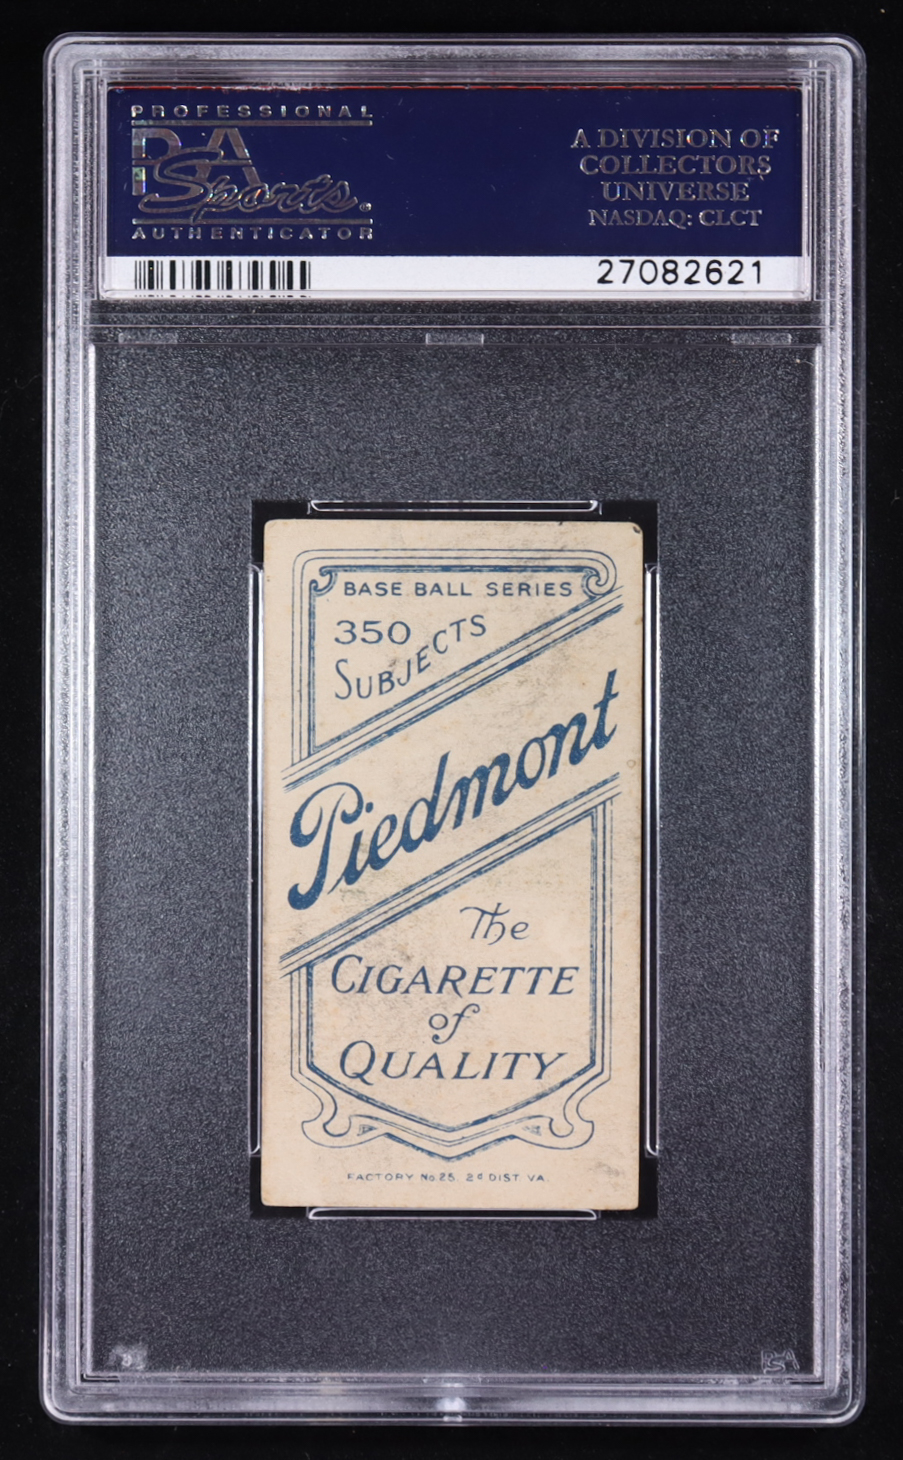 PROFESSIONAL
PSA
Sports.
AUTHENTICATOR
A DIVISION OF
COLLECTORS
UNIVERSE
NASDAQ: CLCT
27082621
BASE BALL SERIES
350
SUBJECTS
Piedmont
The
CIGARETTE
of
QUALITY
FACTORY No 25. 2d DIST VA.
PSA